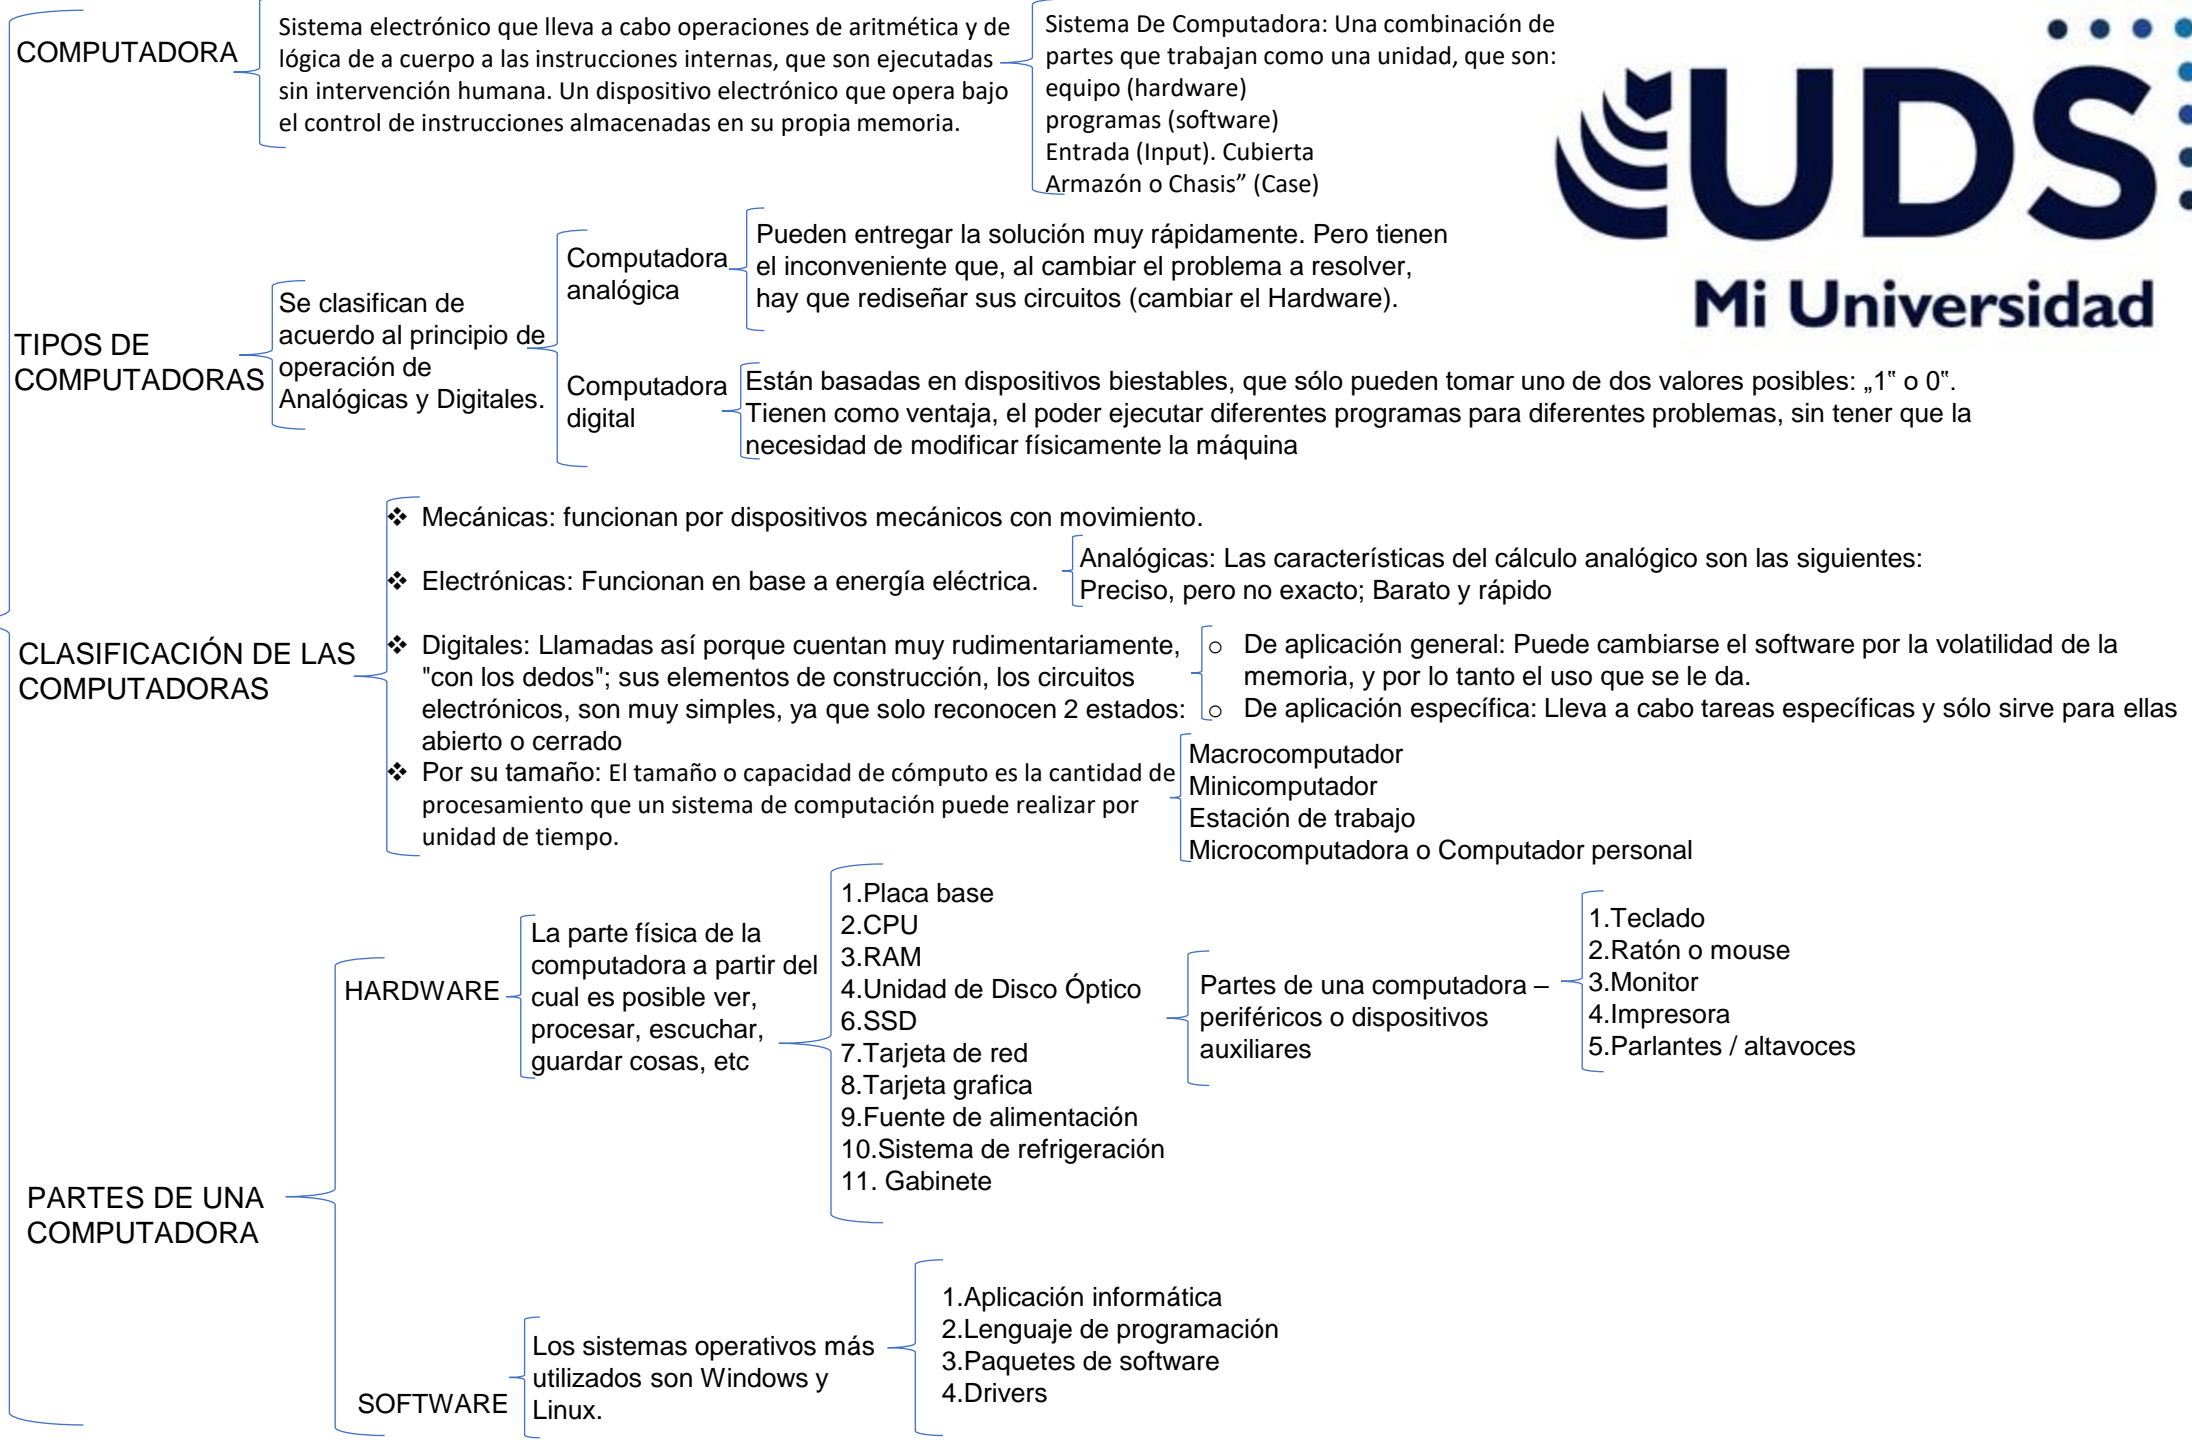 COMPUTADORA
Sistema electrónico que lleva a cabo operaciones de aritmética y de
lógica de a cuerpo a las instrucciones internas, que son ejecutadas
sin intervención humana. Un dispositivo electrónico que opera bajo
el control de instrucciones almacenadas en su propia memoria.
Sistema De Computadora: Una combinación de
partes que trabajan como una unidad, que son:
equipo (hardware)
programas (software)
Entrada (Input). Cubierta
Armazón o Chasis” (Case)
UDS
Mi Universidad
TIPOS DE
COMPUTADORAS
Se clasifican de
acuerdo al principio de
operación de
Analógicas y Digitales.
Computadora
analógica
Pueden entregar la solución muy rápidamente. Pero tienen
el inconveniente que, al cambiar el problema a resolver,
hay que rediseñar sus circuitos (cambiar el Hardware).
Computadora
digital
Están basadas en dispositivos biestables, que sólo pueden tomar uno de dos valores posibles: „1‟ o 0‟.
Tienen como ventaja, el poder ejecutar diferentes programas para diferentes problemas, sin tener que la
necesidad de modificar físicamente la máquina
CLASIFICACIÓN DE LAS
COMPUTADORAS
❖ Mecánicas: funcionan por dispositivos mecánicos con movimiento.
❖ Electrónicas: Funcionan en base a energía eléctrica.
Analógicas: Las características del cálculo analógico son las siguientes:
Preciso, pero no exacto; Barato y rápido
❖ Digitales: Llamadas así porque cuentan muy rudimentariamente,
"con los dedos"; sus elementos de construcción, los circuitos
electrónicos, son muy simples, ya que solo reconocen 2 estados:
abierto o cerrado
o De aplicación general: Puede cambiarse el software por la volatilidad de la
memoria, y por lo tanto el uso que se le da.
o De aplicación específica: Lleva a cabo tareas específicas y sólo sirve para ellas
❖ Por su tamaño: El tamaño o capacidad de cómputo es la cantidad de
procesamiento que un sistema de computación puede realizar por
unidad de tiempo.
Macrocomputador
Minicomputador
Estación de trabajo
Microcomputadora o Computador personal
PARTES DE UNA
COMPUTADORA
HARDWARE
La parte física de la
computadora a partir del
cual es posible ver,
procesar, escuchar,
guardar cosas, etc
1.Placa base
2.CPU
3.RAM
4.Unidad de Disco Óptico
6.SSD
7.Tarjeta de red
8.Tarjeta grafica
9.Fuente de alimentación
10.Sistema de refrigeración
11. Gabinete
Partes de una computadora –
periféricos o dispositivos
auxiliares
1.Teclado
2.Ratón o mouse
3.Monitor
4.Impresora
5.Parlantes / altavoces
SOFTWARE
Los sistemas operativos más
utilizados son Windows y
Linux.
1.Aplicación informática
2.Lenguaje de programación
3.Paquetes de software
4.Drivers